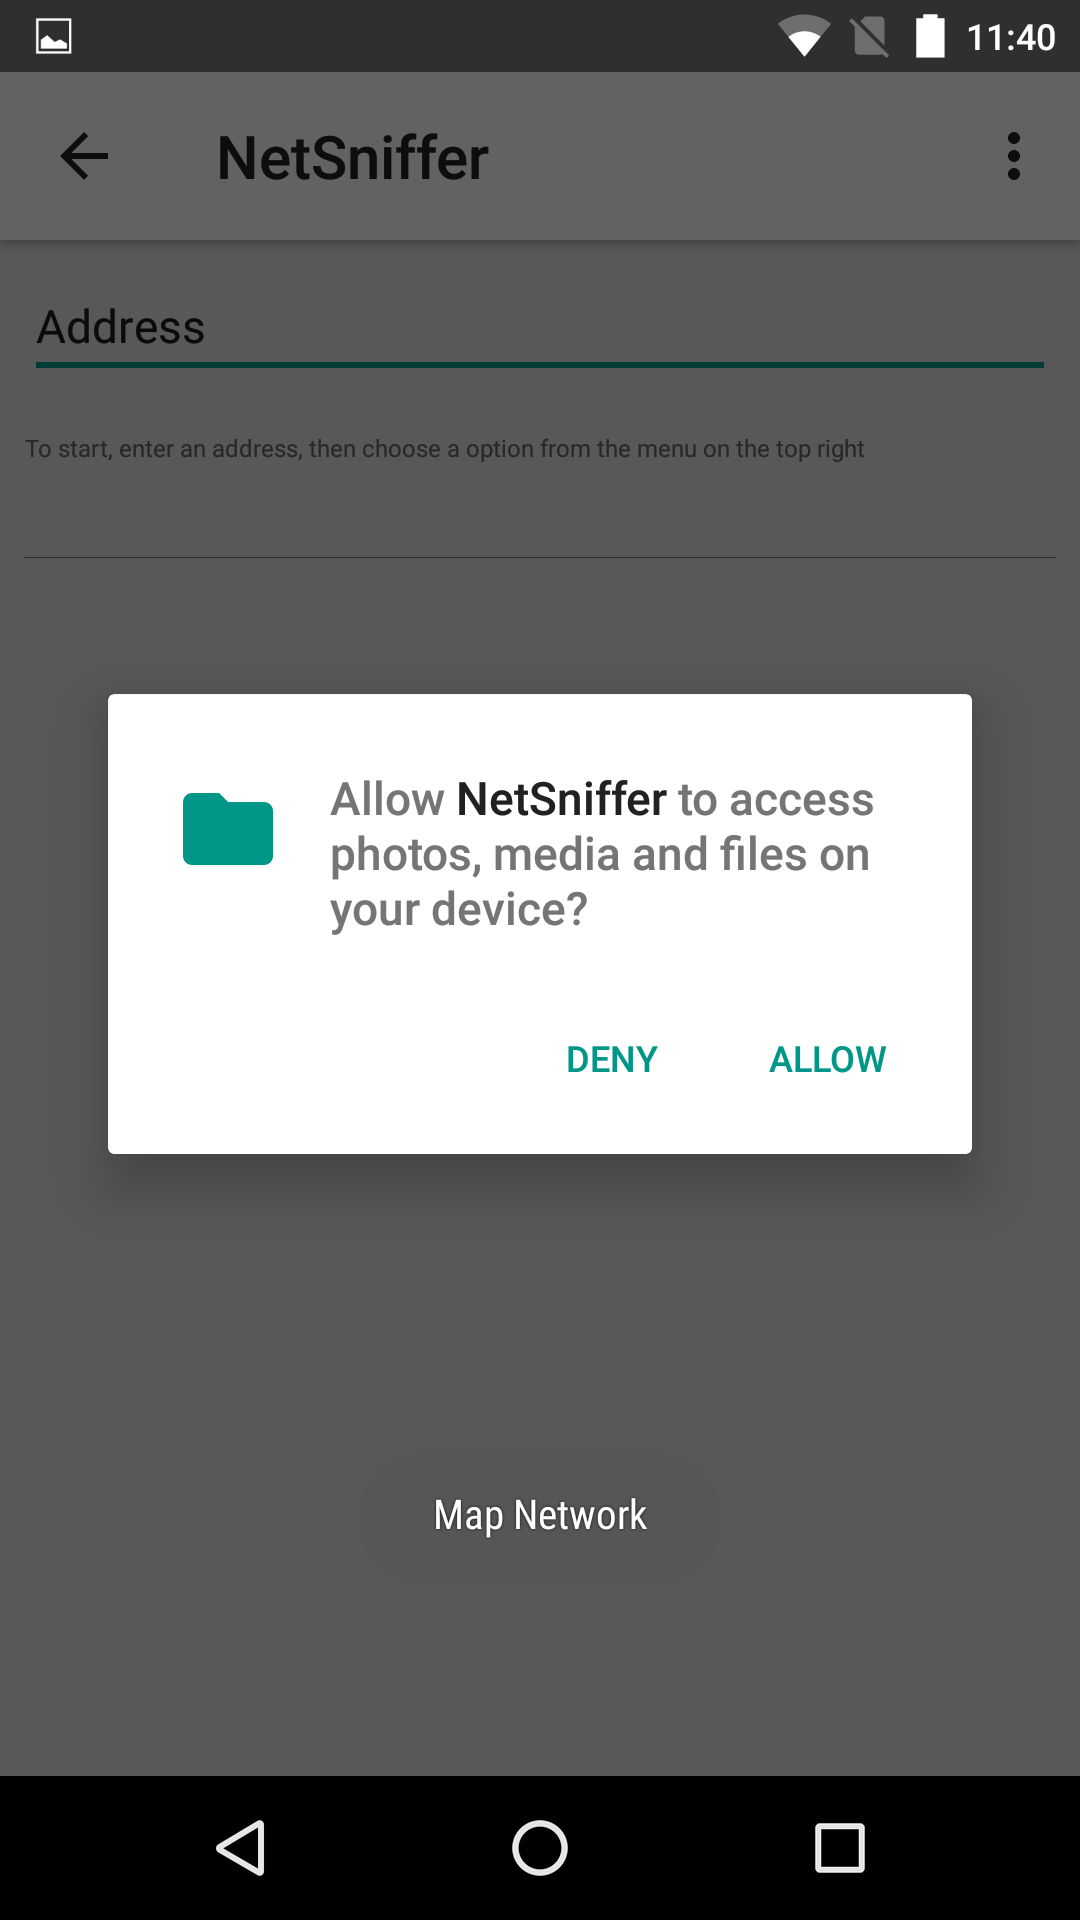 11:40
NetSniffer
Address
To start, enter an address, then choose a option from the menu on the top right
Allow NetSniffer to access
photos, media and files on
your device?
DENY ALLOW
Map Network